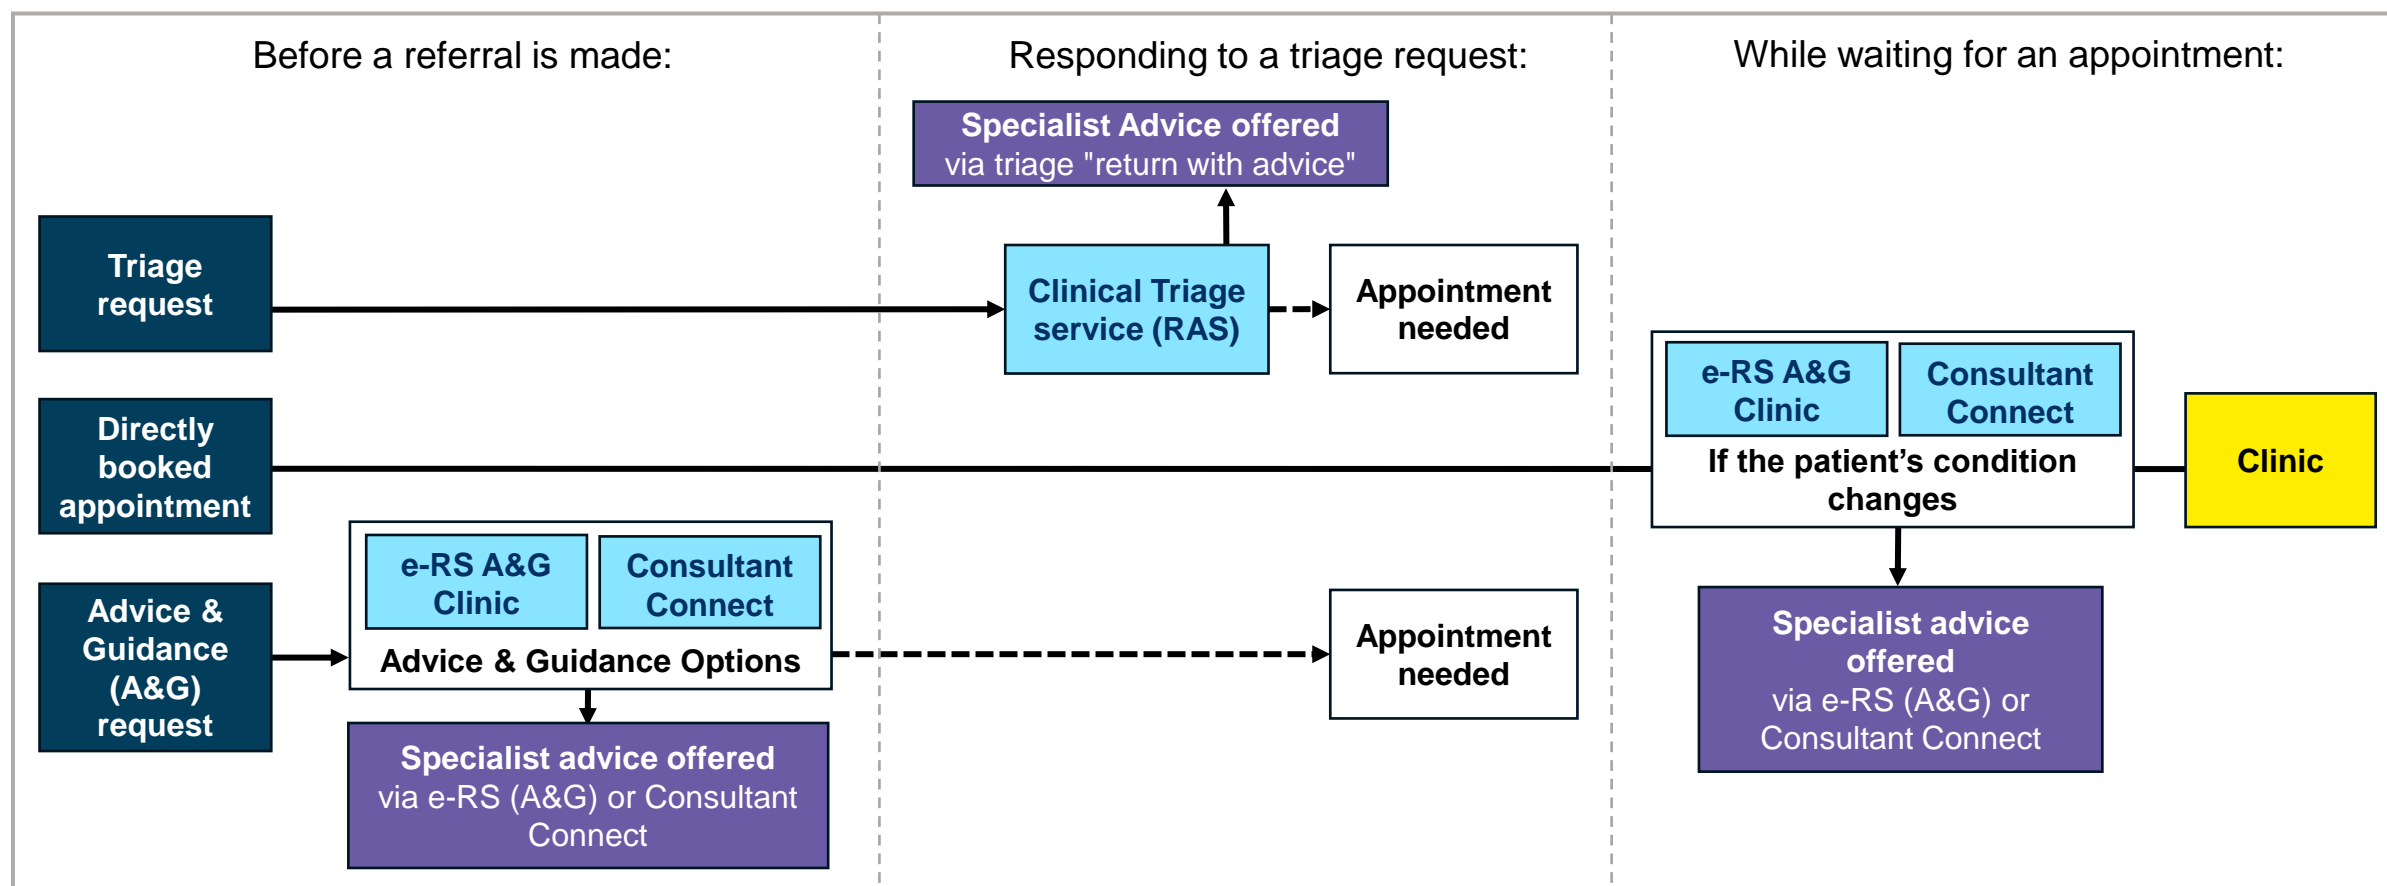 Before a referral is made:
Responding to a triage request:
While waiting for an appointment:
Specialist Advice offered
via triage "return with advice"
Triage
request
Clinical Triage
service (RAS)
Appointment
needed
Directly
booked
appointment
e-RS A&G
Clinic
Consultant
Connect
If the patient’s condition
changes
Clinic
Advice &
Guidance
(A&G)
request
e-RS A&G
Clinic
Consultant
Connect
Advice & Guidance Options
Appointment
needed
Specialist advice offered
via e-RS (A&G) or Consultant
Connect
Specialist advice
offered
via e-RS (A&G) or
Consultant Connect